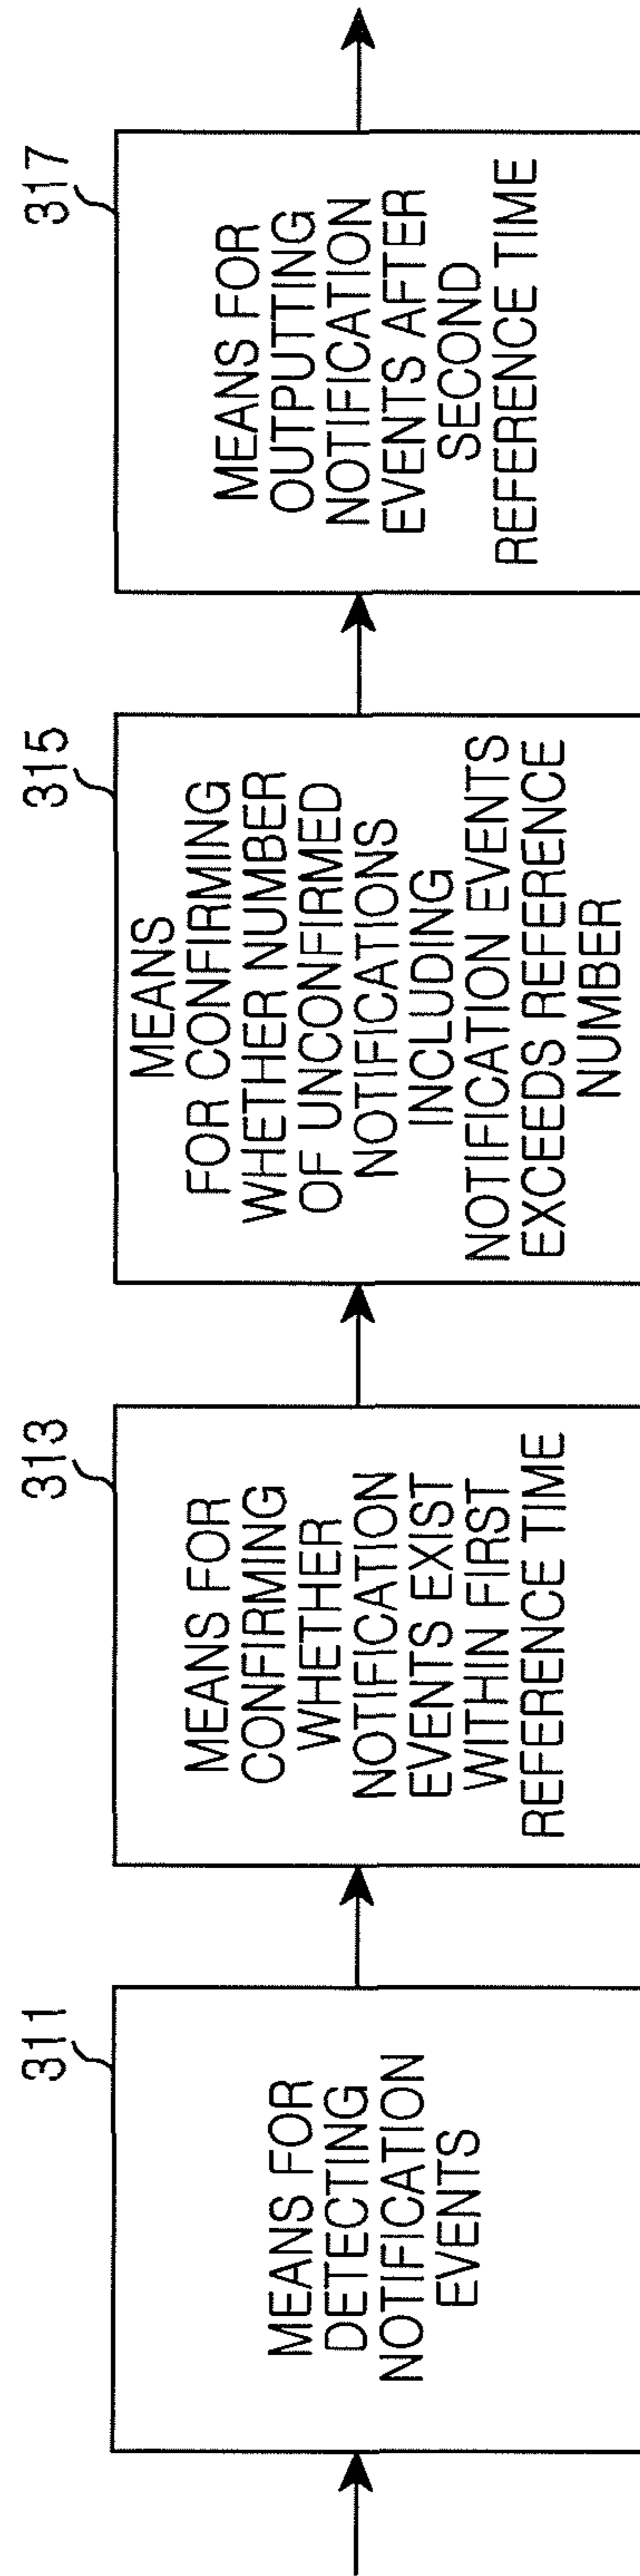 311
MEANS FOR
DETECTING
NOTIFICATION
EVENTS
313
MEANS FOR
CONFIRMING
WHETHER
NOTIFICATION
EVENTS EXIST
WITHIN FIRST
REFERENCE TIME
315
MEANS
FOR CONFIRMING
WHETHER NUMBER
OF UNCONFIRMED
NOTIFICATIONS
INCLUDING
NOTIFICATION EVENTS
EXCEEDS REFERENCE
NUMBER
317
MEANS FOR
OUTPUTTING
NOTIFICATION
EVENTS AFTER
SECOND
REFERENCE TIME